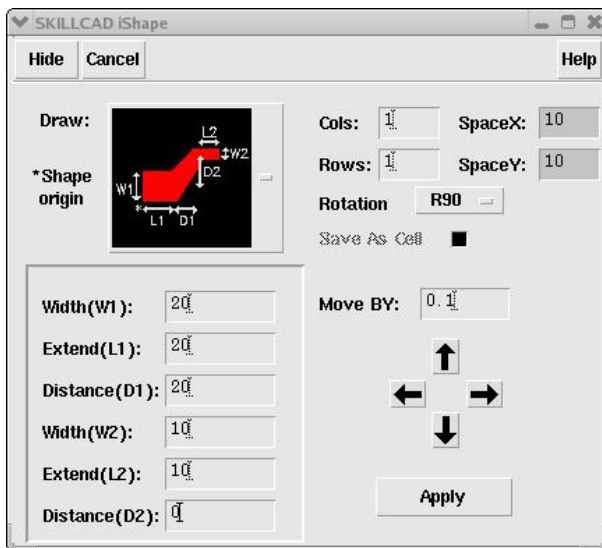 SKILLCAD iShape
Hide Cancel Help
Draw:
*Shape
origin
L2
W2
D2
W1
*
L1 D1
Cols: 1 SpaceX: 10
Rows: 1 SpaceY: 10
Rotation R90
Save As Cell
Width(W1): 20
Extend(L1): 20
Distance(D1): 20
Width(W2): 10
Extend(L2): 10
Distance(D2): 0
Move BY: 0.1
Apply